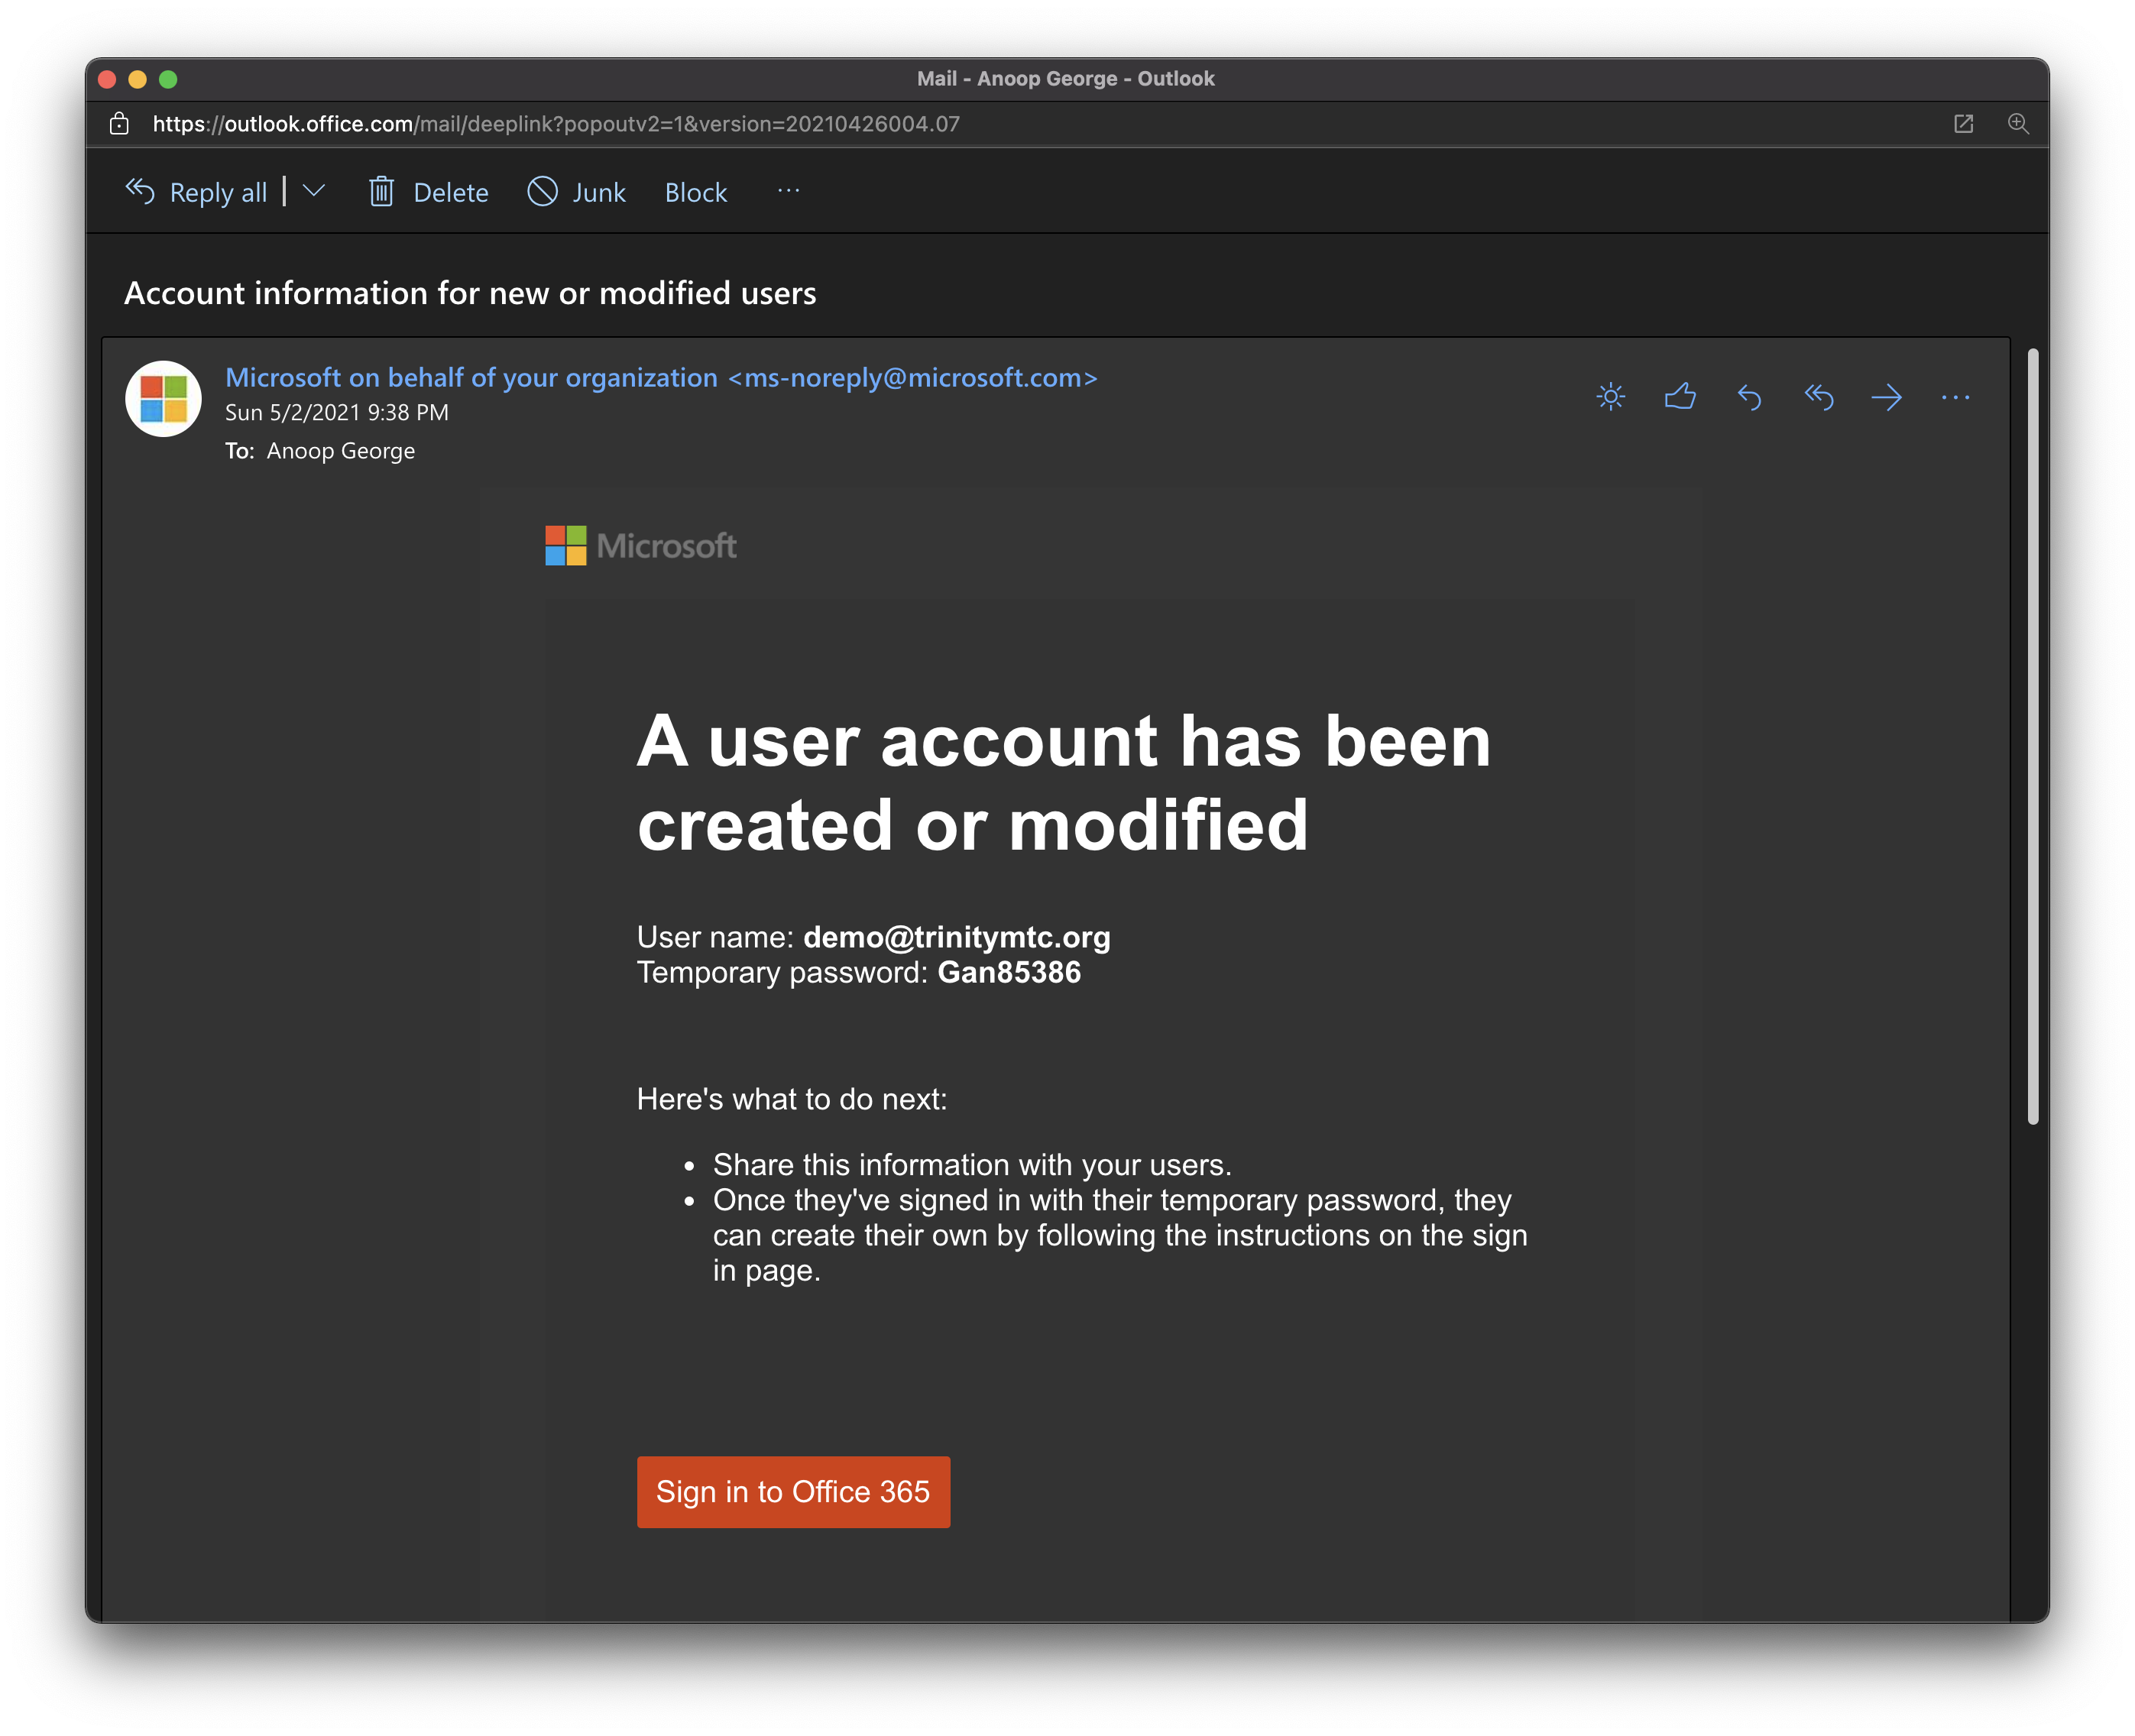 Mail - Anoop George - Outlook
https://outlook.office.com/mail/deeplink?popoutv2=1&version=20210426004.07
Reply all | Delete Junk Block ...
Account information for new or modified users
Microsoft on behalf of your organization <ms-noreply@microsoft.com>
Sun 5/2/2021 9:38 PM
To: Anoop George
Microsoft
A user account has been
created or modified
User name: demo@trinitymtc.org
Temporary password: Gan85386
Here's what to do next:
• Share this information with your users.
• Once they've signed in with their temporary password, they
can create their own by following the instructions on the sign
in page.
Sign in to Office 365